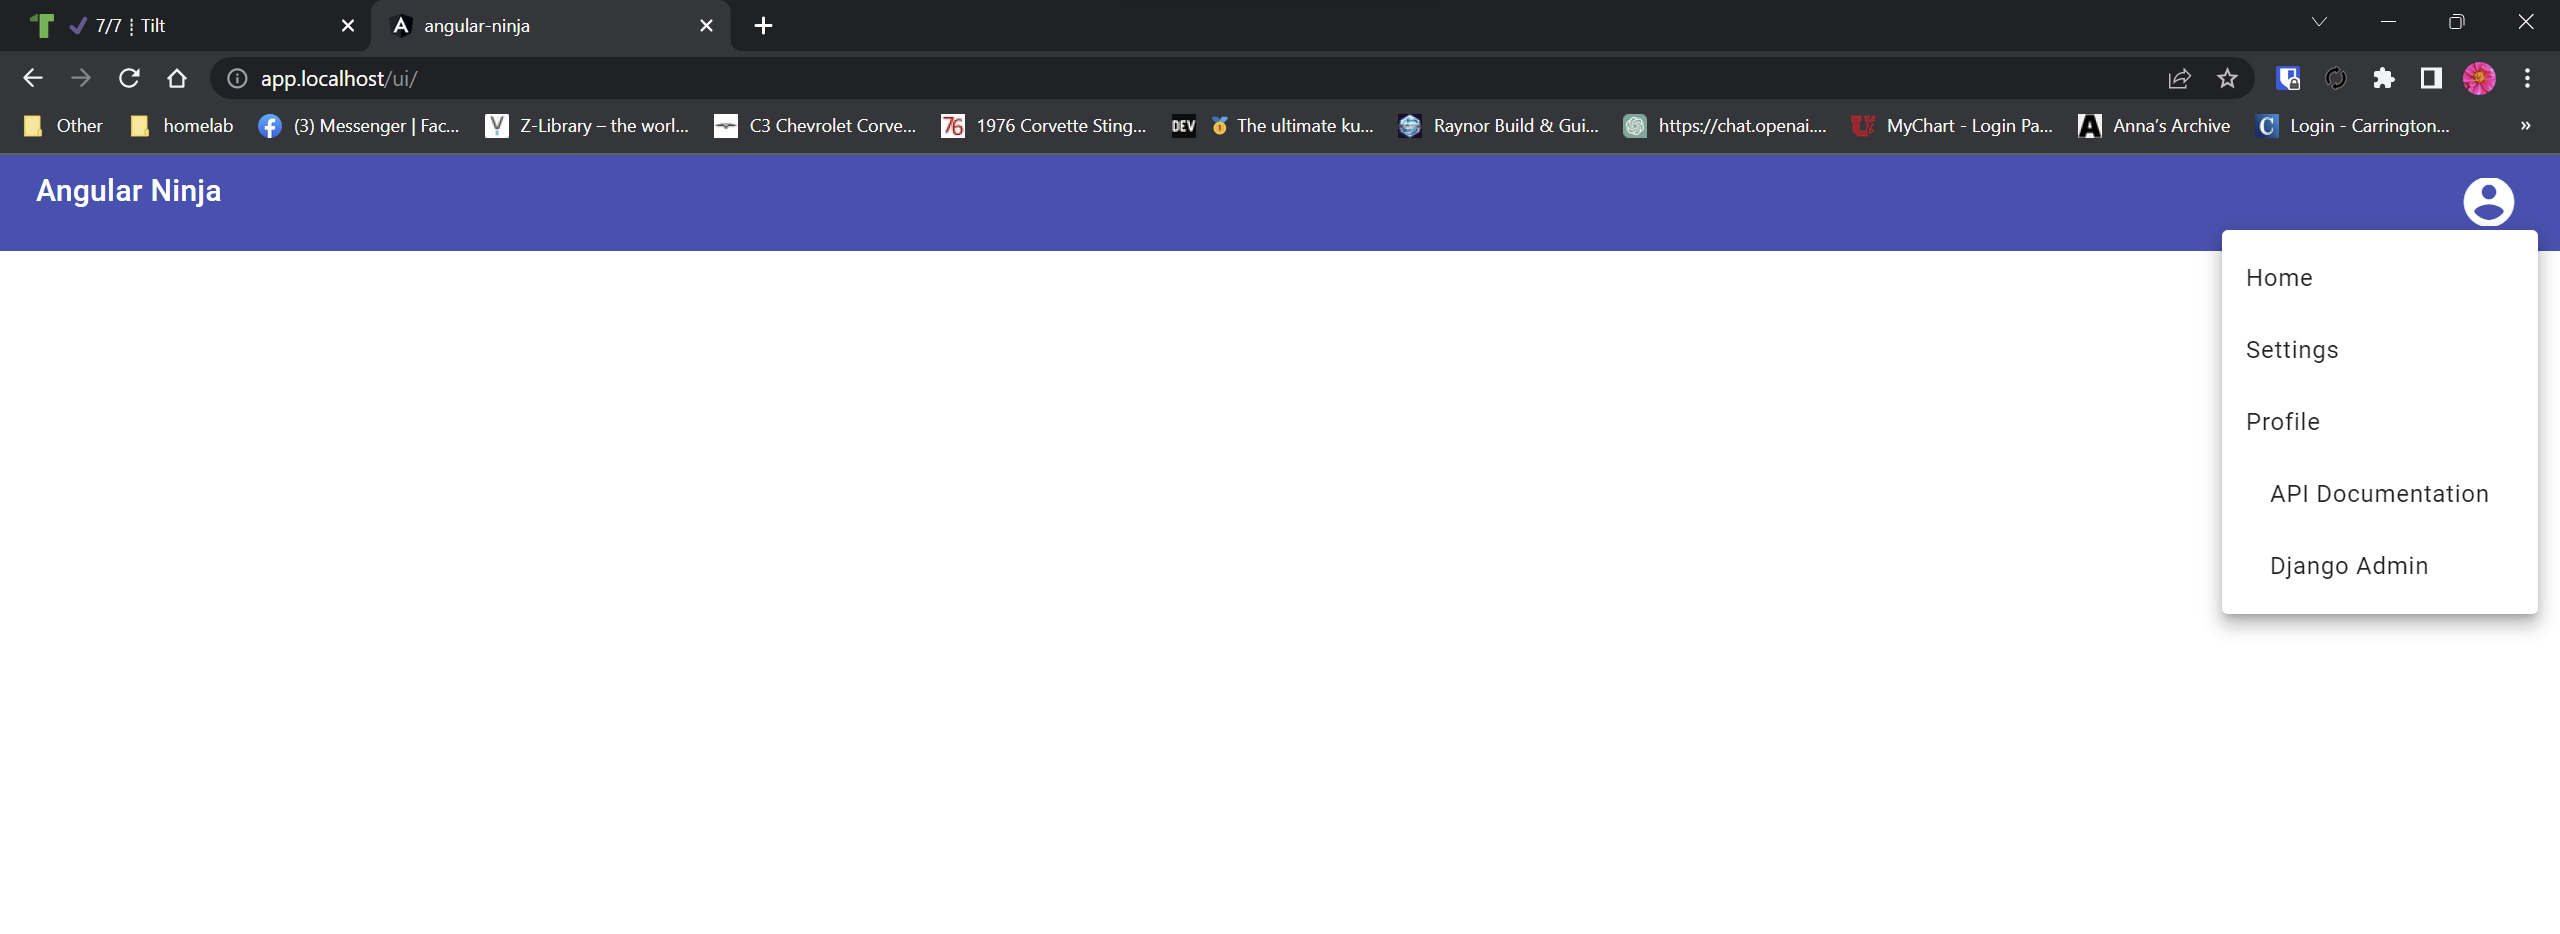 7/7 ┊ Tilt
angular-ninja
app.localhost/ui/
Other
homelab
(3) Messenger | Fac...
Z-Library – the worl...
C3 Chevrolet Corve...
76
1976 Corvette Sting...
DEV
The ultimate ku...
Raynor Build & Gui...
https://chat.openai....
MyChart - Login Pa...
Anna's Archive
Login - Carrington...
»
Angular Ninja
Home
Settings
Profile
API Documentation
Django Admin